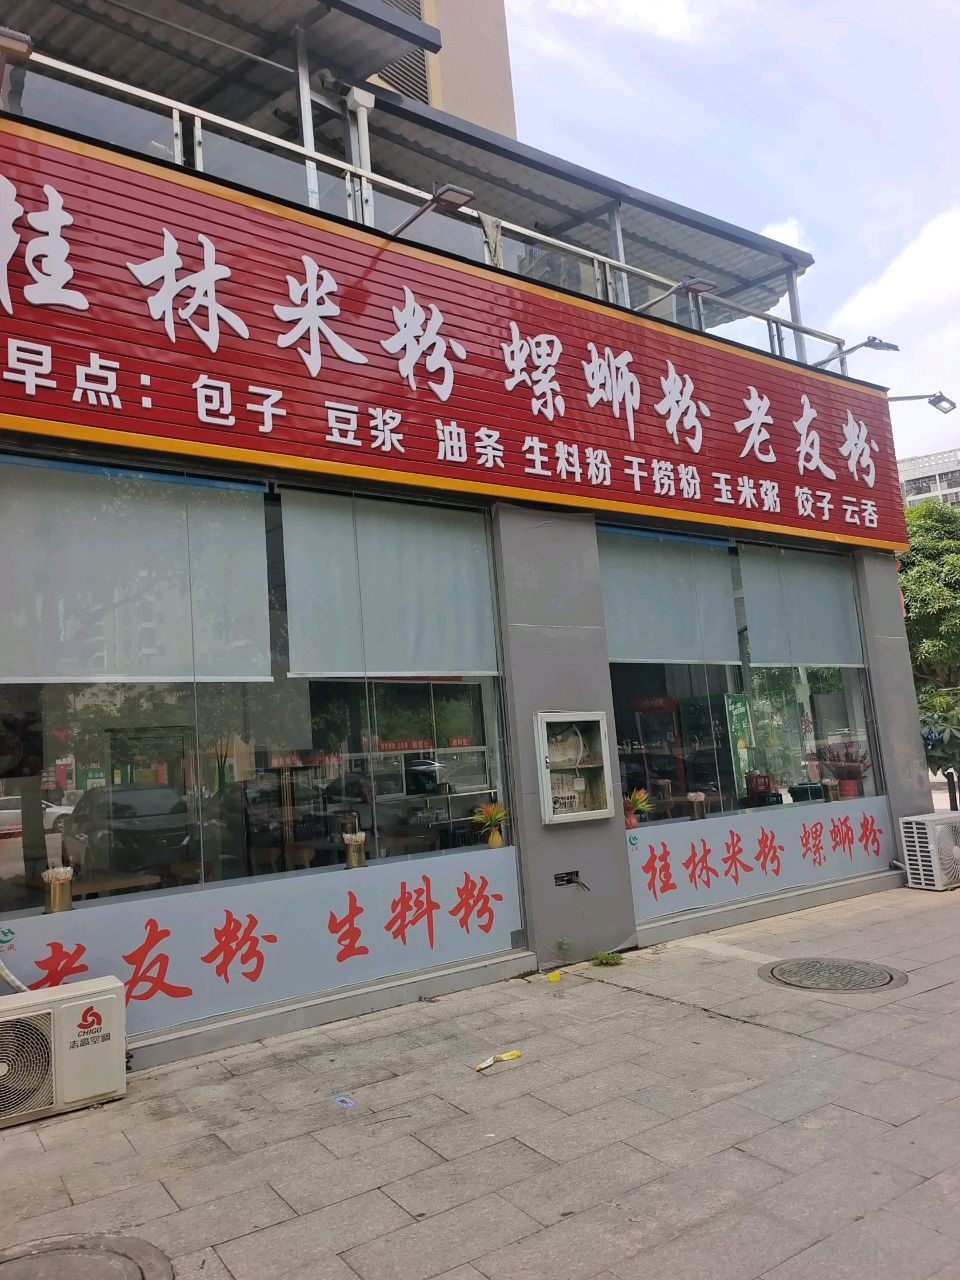 桂林米粉 螺蛳粉 老友粉
早点：包子 豆浆 油条 生料粉 干捞粉 玉米粥 饺子 云吞
老友粉 生料粉
桂林米粉 螺蛳粉
CHIGO
志高空调